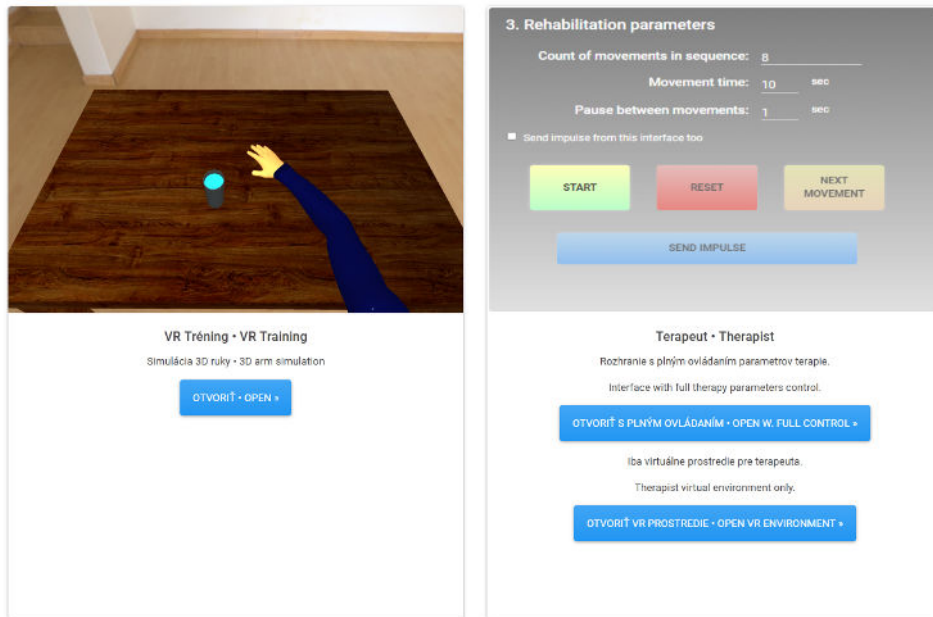 VR Tréning • VR Training
Simulácia 3D ruky • 3D arm simulation
OTVORIŤ • OPEN »
3. Rehabilitation parameters
Count of movements in sequence: 8
Movement time: 10 sec
Pause between movements: 1 sec
Send impulse from this interface too
START
RESET
NEXT
MOVEMENT
SEND IMPULSE
Terapeut • Therapist
Rozhranie s plným ovládaním parametrov terapie.
Interface with full therapy parameters control.
OTVORIŤ S PLNÝM OVLÁDANÍM • OPEN W. FULL CONTROL »
Iba virtuálne prostredie pre terapeuta.
Therapist virtual environment only.
OTVORIŤ VR PROSTREDIE • OPEN VR ENVIRONMENT »